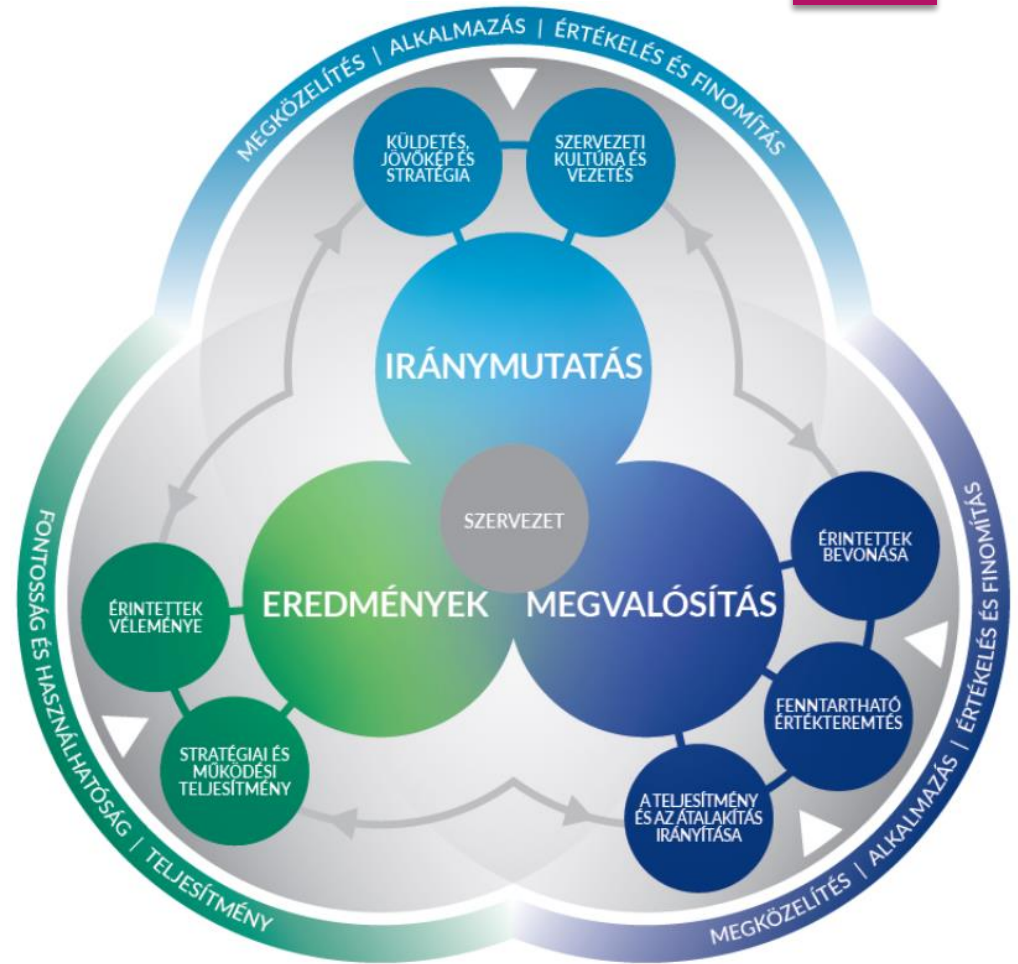 MEGKÖZELÍTÉS | ALKALMAZÁS | ÉRTÉKELÉS ÉS FINOMÍTÁS
KÜLDETÉS,
JÖVŐKÉP ÉS
STRATÉGIA
SZERVEZETI
KULTÚRA ÉS
VEZETÉS
IRÁNYMUTATÁS
SZERVEZET
EREDMÉNYEK
MEGVALÓSÍTÁS
ÉRINTETTEK
BEVONÁSA
FENNTARTHATÓ
ÉRTÉKTEREMTÉS
A TELJESÍTMÉNY
ÉS AZ ÁTALAKÍTÁS
IRÁNYÍTÁSA
ÉRINTETTEK
VÉLEMÉNYE
STRATÉGIAI ÉS
MŰKÖDÉSI
TELJESÍTMÉNY
FONTOSSÁG ÉS HASZNÁLHATÓSÁG | TELJESÍTMÉNY
MEGKÖZELÍTÉS | ALKALMAZÁS | ÉRTÉKELÉS ÉS FINOMÍTÁS